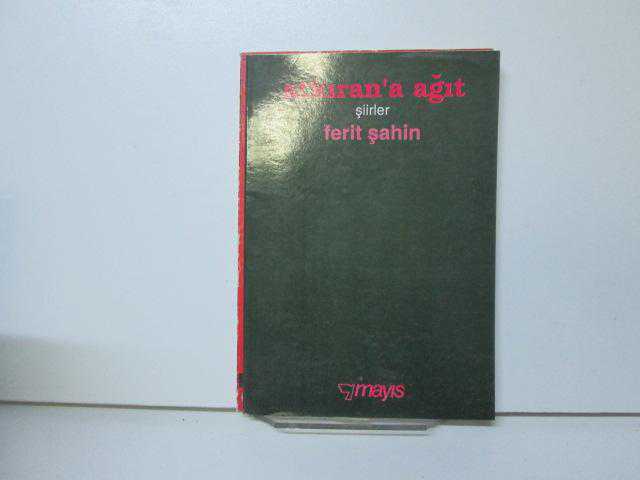 ağıt
şiirler
ferit şahin
mayıs